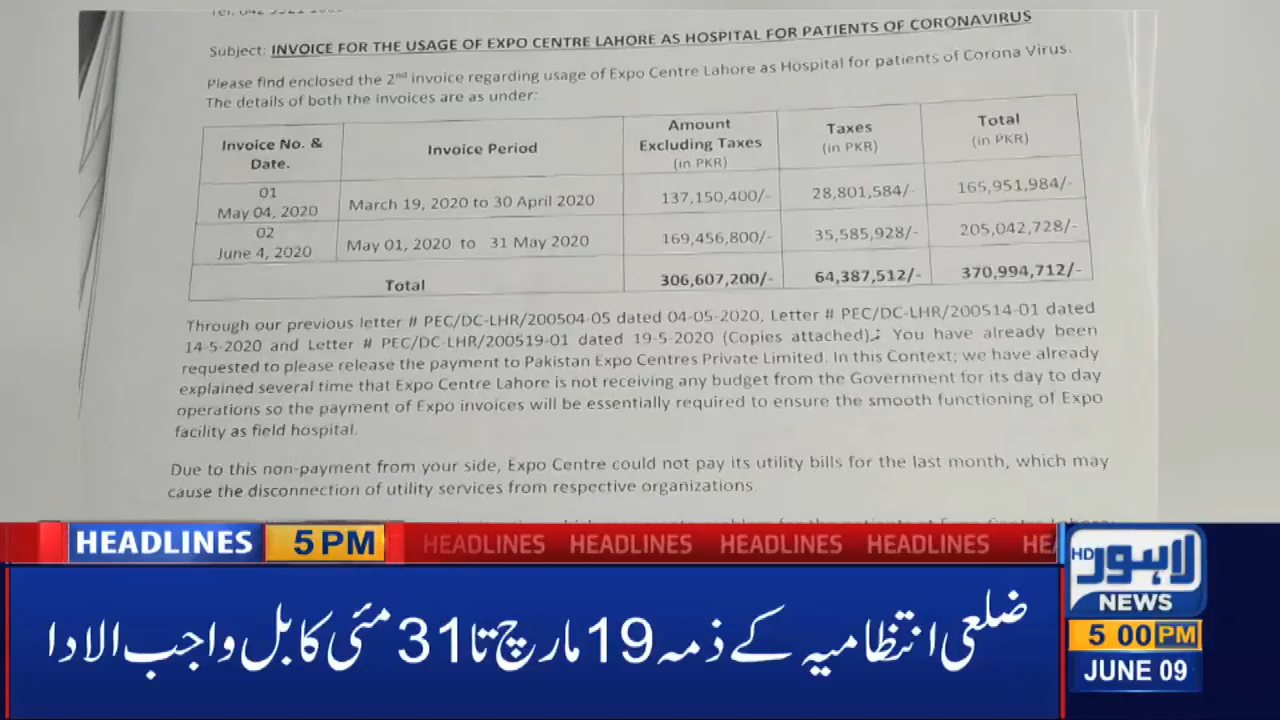 Subject: INVOICE FOR THE USAGE OF EXPO CENTRE LAHORE AS HOSPITAL FOR PATIENTS OF CORONAVIRUS
Please find enclosed the 2nd invoice regarding usage of Expo Centre Lahore as Hospital for patients of Corona Virus.
The details of both the invoices are as under:
Invoice No. & Date. Invoice Period Amount Excluding Taxes (in PKR) Taxes (in PKR) Total (in PKR)
01 May 04, 2020 March 19, 2020 to 30 April 2020 137,150,400/- 28,801,584/- 165,951,984/-
02 June 4, 2020 May 01, 2020 to 31 May 2020 169,456,800/- 35,585,928/- 205,042,728/-
Total 306,607,200/- 64,387,512/- 370,994,712/-
Through our previous letter # PEC/DC-LHR/200504-05 dated 04-05-2020, Letter # PEC/DC-LHR/200514-01 dated
14-5-2020 and Letter # PEC/DC-LHR/200519-01 dated 19-5-2020 (Copies attached). You have already been
requested to please release the payment to Pakistan Expo Centres Private Limited. In this Context; we have already
explained several time that Expo Centre Lahore is not receiving any budget from the Government for its day to day
operations so the payment of Expo invoices will be essentially required to ensure the smooth functioning of Expo
facility as field hospital.
Due to this non-payment from your side, Expo Centre could not pay its utility bills for the last month, which may
cause the disconnection of utility services from respective organizations.
HEADLINES 5 PM HEADLINES HEADLINES HEADLINES HEADLINES
ضلعی انتظامیہ کے ذمہ 19 مارچ تا 31 مئی کا بل واجب الادا
HD لاہور
NEWS
5 00 PM
JUNE 09